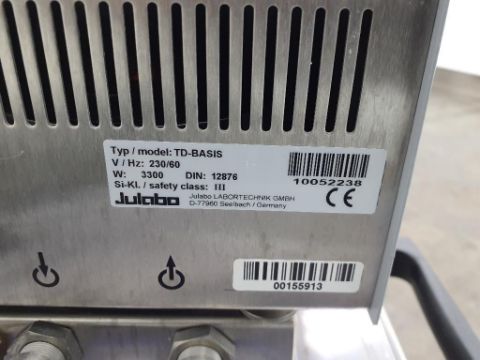 Typ / model: TD-BASIS
V / Hz: 230/60
W: 3300 DIN: 12876
Si-Kl. / safety class: III
10052238
Julabo
Julabo LABORTECHNIK GMBH
D-77960 Seelbach / Germany
CE
00155913